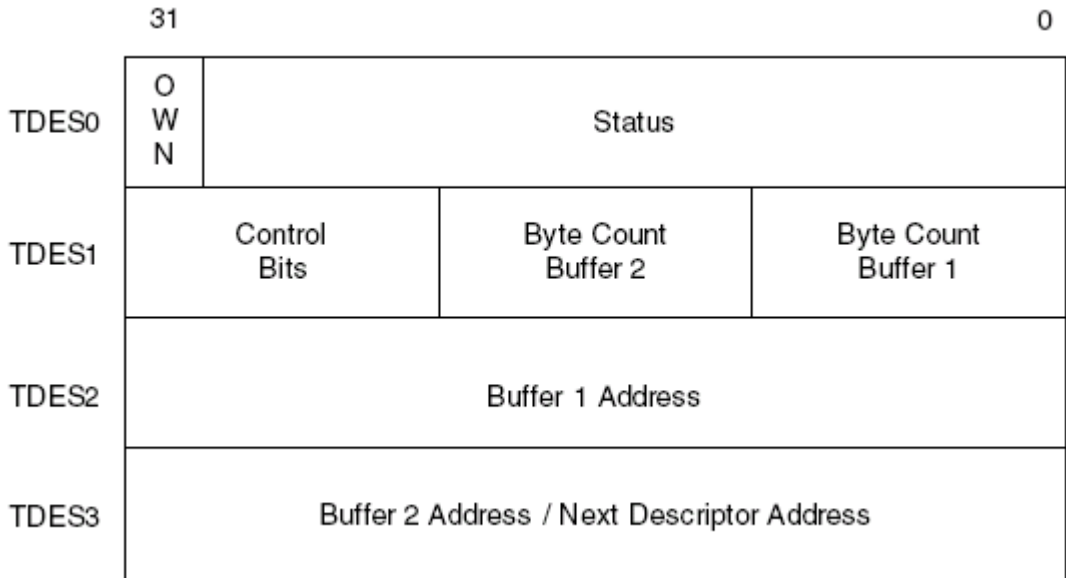 31 0
TDES0
O
W
N
Status
TDES1
Control
Bits
Byte Count
Buffer 2
Byte Count
Buffer 1
TDES2
Buffer 1 Address
TDES3
Buffer 2 Address / Next Descriptor Address